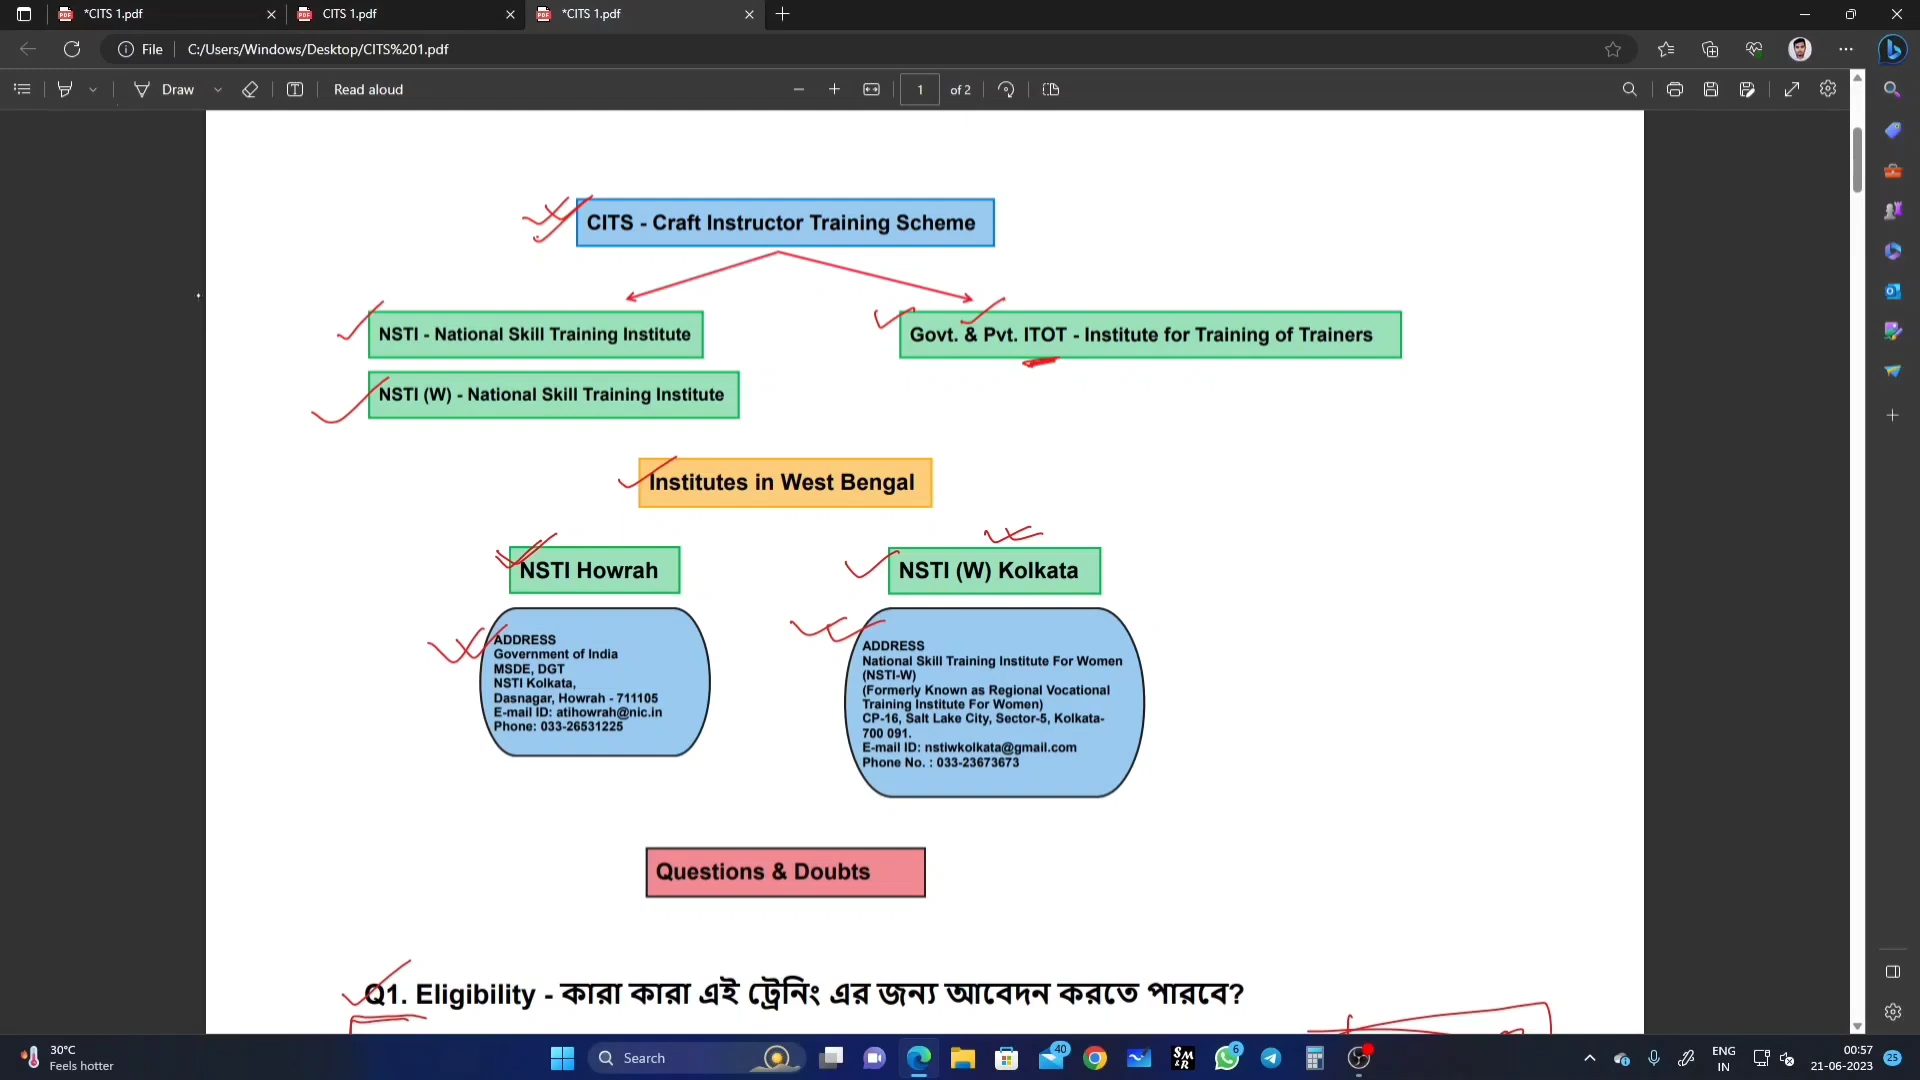 *CITS 1.pdf
CITS 1.pdf
*CITS 1.pdf
File
C:/Users/Windows/Desktop/CITS%201.pdf
Draw
Read aloud
1
of 2
CITS - Craft Instructor Training Scheme
NSTI - National Skill Training Institute
Govt. & Pvt. ITOT - Institute for Training of Trainers
NSTI (W) - National Skill Training Institute
Institutes in West Bengal
NSTI Howrah
NSTI (W) Kolkata
ADDRESS
Government of India
MSDE, DGT
NSTI Kolkata,
Dasnagar, Howrah - 711105
E-mail ID: atihowrah@nic.in
Phone: 033-26531225
ADDRESS
National Skill Training Institute For Women
(NSTI-W)
(Formerly Known as Regional Vocational
Training Institute For Women)
CP-16, Salt Lake City, Sector-5, Kolkata-
700 091.
E-mail ID: nstiwkolkata@gmail.com
Phone No. : 033-23673673
Questions & Doubts
Q1. Eligibility - কারা কারা এই ট্রেনিং এর জন্য আবেদন করতে পারবে?
30°C
Feels hotter
Search
40
SM
&R
6
ENG
IN
00:57
21-06-2023
25